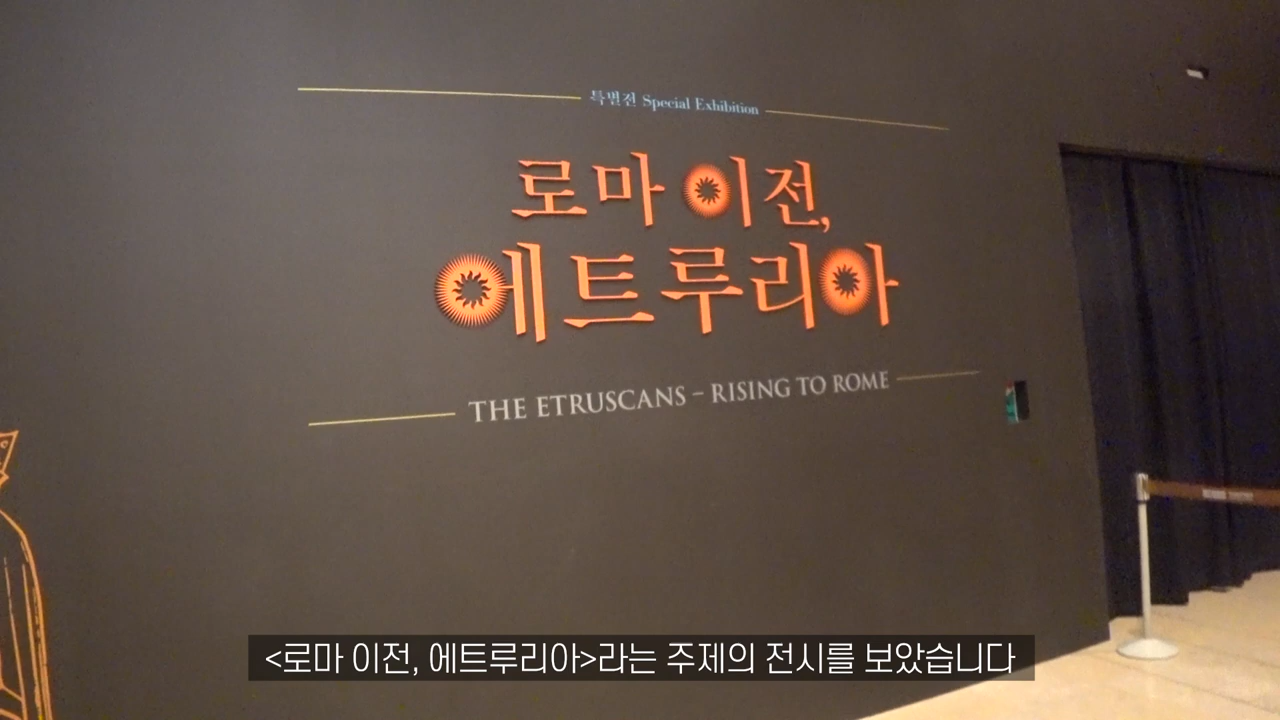 특별전 Special Exhibition
로마 이전,
에트루리아
THE ETRUSCANS – RISING TO ROME
<로마 이전, 에트루리아>라는 주제의 전시를 보았습니다